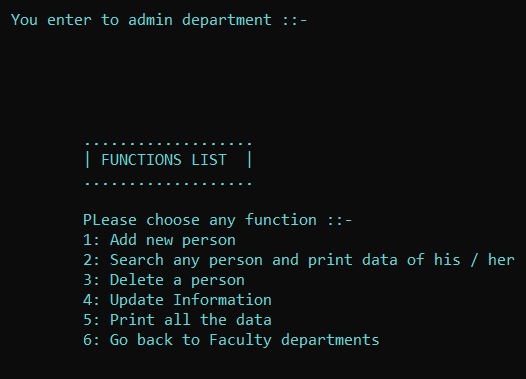 You enter to admin department ::-
...................
| FUNCTIONS LIST  |
...................
PLease choose any function ::-
1: Add new person
2: Search any person and print data of his / her
3: Delete a person
4: Update Information
5: Print all the data
6: Go back to Faculty departments